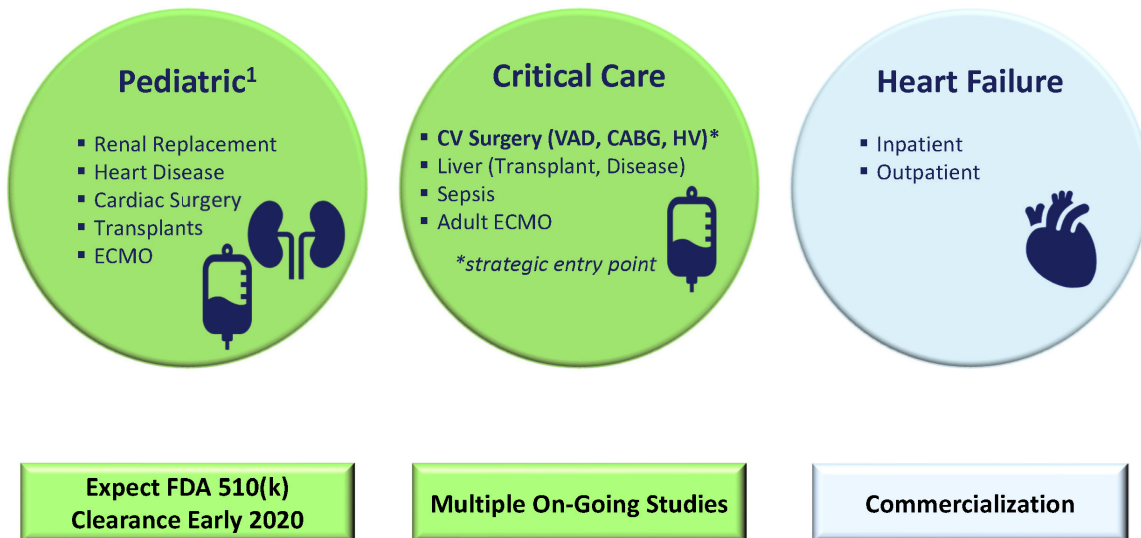 Pediatric1
▪ Renal Replacement
▪ Heart Disease
▪ Cardiac Surgery
▪ Transplants
▪ ECMO
Critical Care
▪ CV Surgery (VAD, CABG, HV)*
▪ Liver (Transplant, Disease)
▪ Sepsis
▪ Adult ECMO
*strategic entry point
Heart Failure
▪ Inpatient
▪ Outpatient
Expect FDA 510(k)
Clearance Early 2020
Multiple On-Going Studies
Commercialization